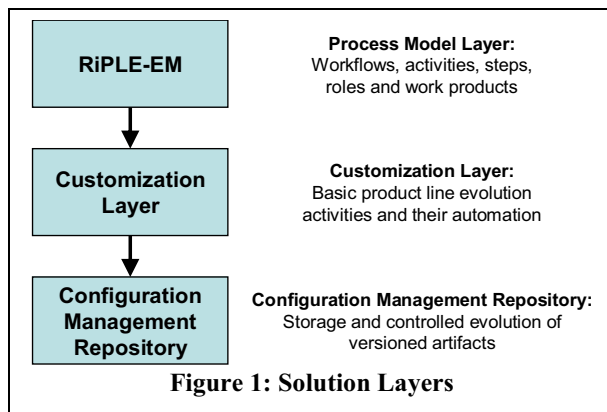 RiPLE-EM
Process Model Layer:
Workflows, activities, steps,
roles and work products
Customization
Layer
Customization Layer:
Basic product line evolution
activities and their automation
Configuration
Management
Repository
Configuration Management Repository:
Storage and controlled evolution of
versioned artifacts
Figure 1: Solution Layers